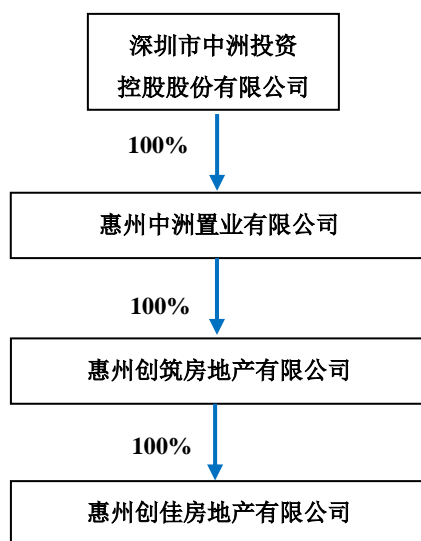 深圳市中洲投资
控股股份有限公司
100%
惠州中洲置业有限公司
100%
惠州创筑房地产有限公司
100%
惠州创佳房地产有限公司